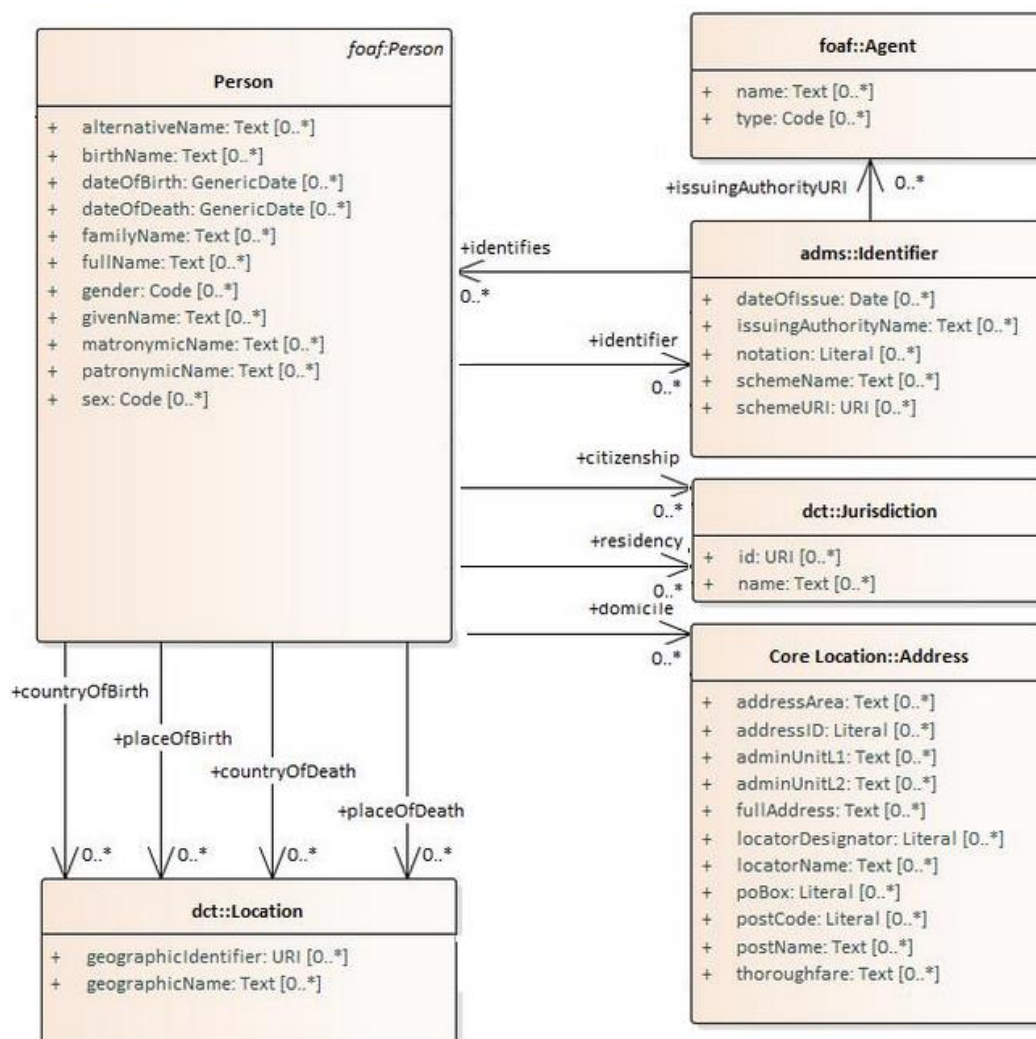 foaf:Person
Person
+ alternativeName: Text [0..*]
+ birthName: Text [0..*]
+ dateOfBirth: GenericDate [0..*]
+ dateOfDeath: GenericDate [0..*]
+ familyName: Text [0..*]
+ fullName: Text [0..*]
+ gender: Code [0..*]
+ givenName: Text [0..*]
+ matronymicName: Text [0..*]
+ patronymicName: Text [0..*]
+ sex: Code [0..*]
foaf::Agent
+ name: Text [0..*]
+ type: Code [0..*]
+issuingAuthorityURI
0..*
adms::Identifier
+ dateOfIssue: Date [0..*]
+ issuingAuthorityName: Text [0..*]
+ notation: Literal [0..*]
+ schemeName: Text [0..*]
+ schemeURI: URI [0..*]
+identifies
0..*
+identifier
0..*
+citizenship
0..*
+residency
0..*
+domicile
0..*
dct::Jurisdiction
+ id: URI [0..*]
+ name: Text [0..*]
Core Location::Address
+ addressArea: Text [0..*]
+ addressID: Literal [0..*]
+ adminUnitL1: Text [0..*]
+ adminUnitL2: Text [0..*]
+ fullAddress: Text [0..*]
+ locatorDesignator: Literal [0..*]
+ locatorName: Text [0..*]
+ poBox: Literal [0..*]
+ postCode: Literal [0..*]
+ postName: Text [0..*]
+ thoroughfare: Text [0..*]
+countryOfBirth
+placeOfBirth
+countryOfDeath
+placeOfDeath
0..* 0..* 0..* 0..*
dct::Location
+ geographicIdentifier: URI [0..*]
+ geographicName: Text [0..*]